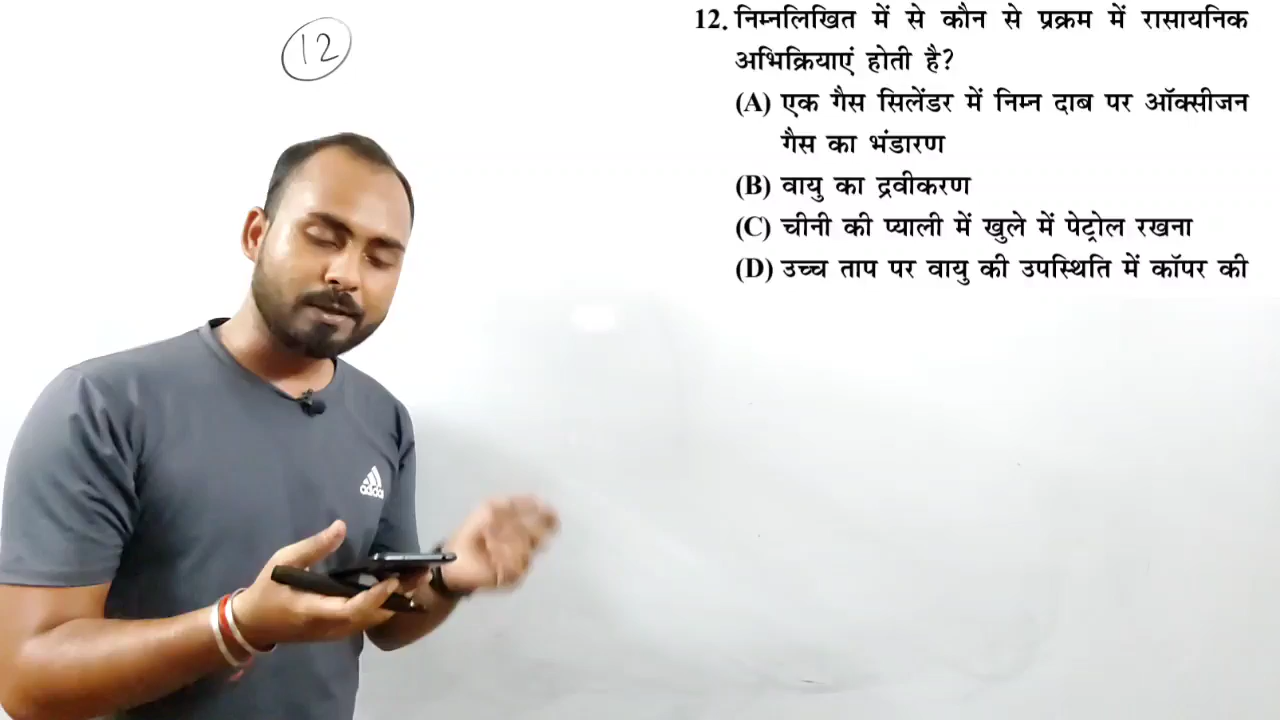 12
12. निम्नलिखित में से कौन से प्रक्रम में रासायनिक
अभिक्रियाएं होती है?
(A) एक गैस सिलेंडर में निम्न दाब पर ऑक्सीजन
गैस का भंडारण
(B) वायु का द्रवीकरण
(C) चीनी की प्याली में खुले में पेट्रोल रखना
(D) उच्च ताप पर वायु की उपस्थिति में कॉपर की
adidas